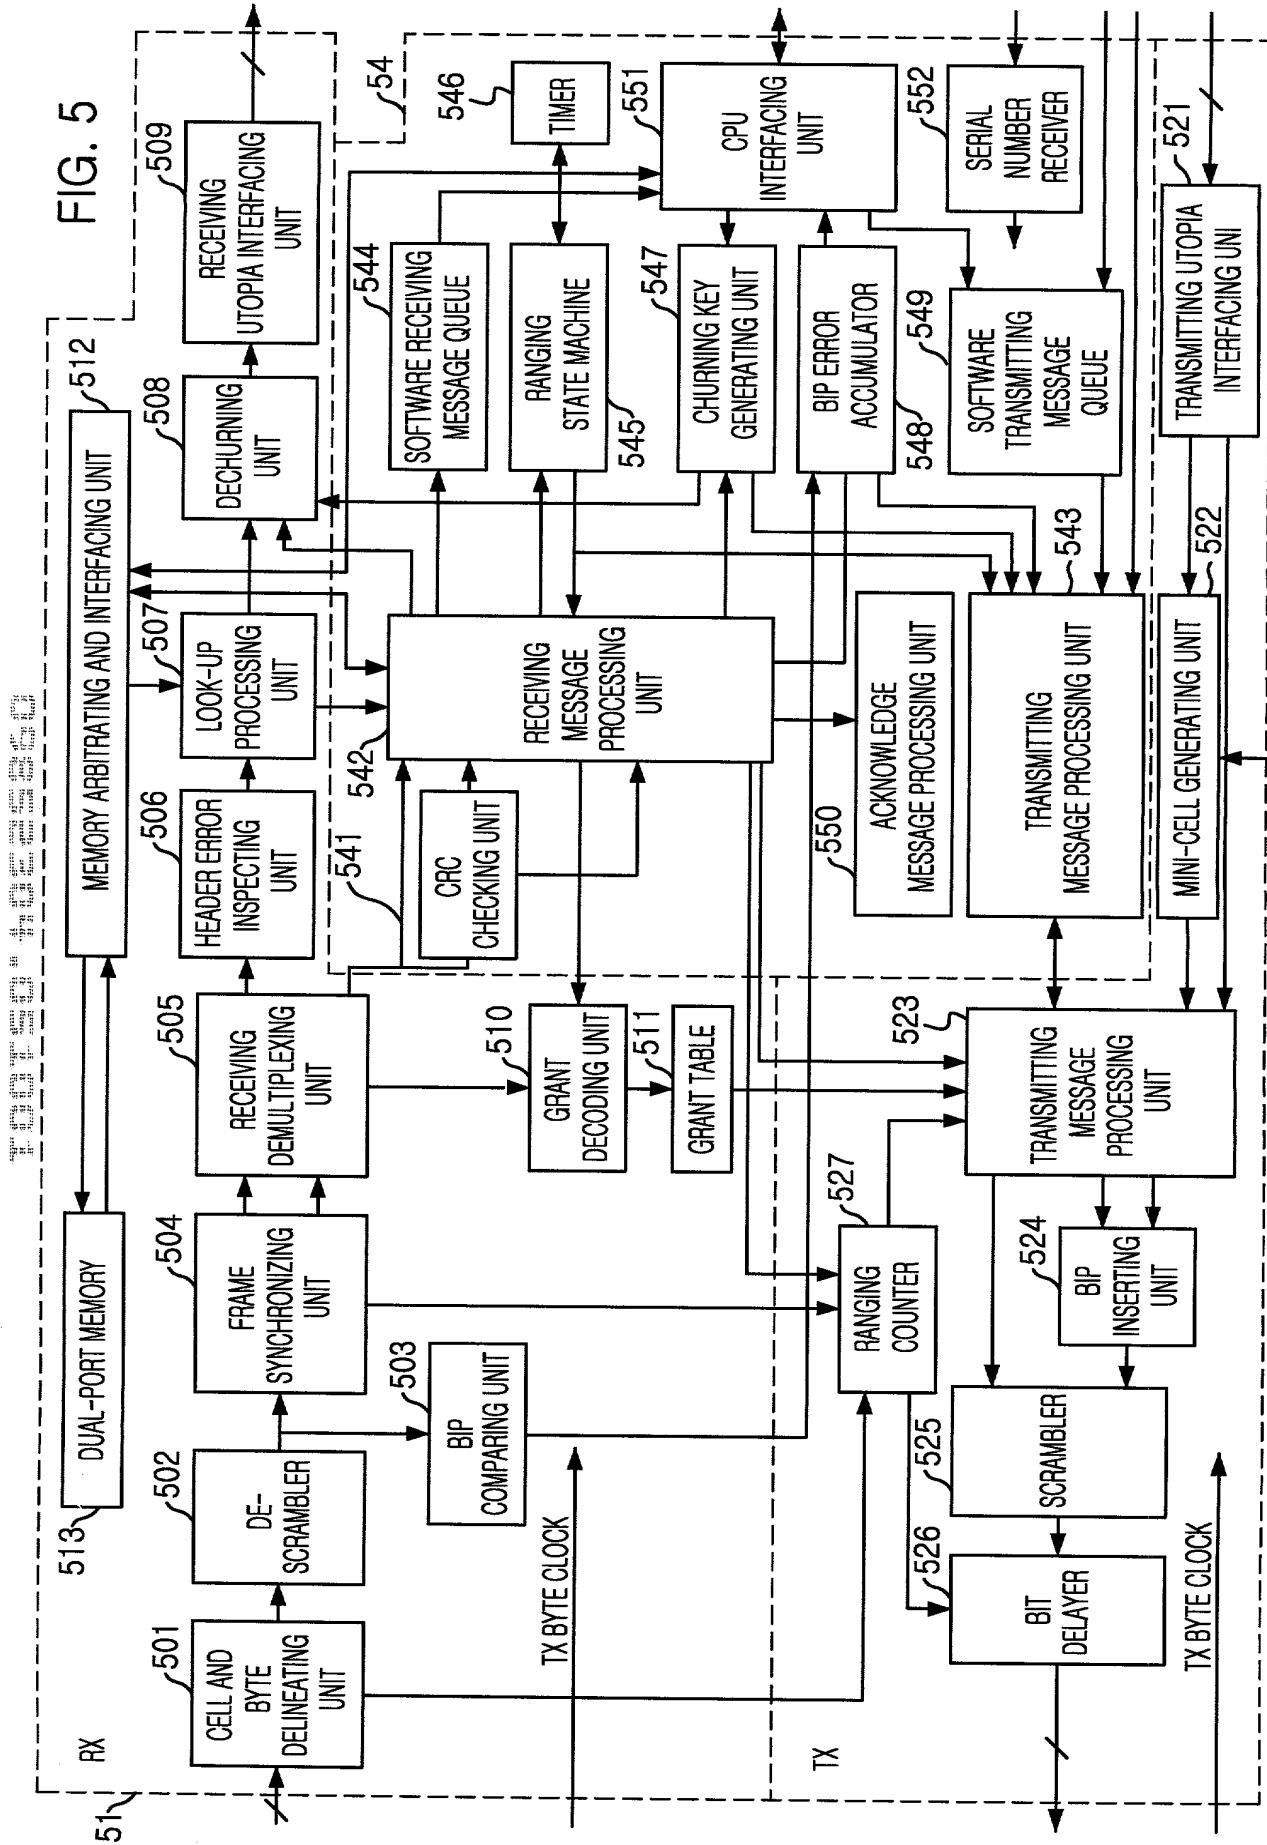 FIG. 5
51
RX
513
DUAL-PORT MEMORY
MEMORY ARBITRATING AND INTERFACING UNIT
512
501
CELL AND
BYTE
DELINEATING
UNIT
502
DE-
SCRAMBLER
504
FRAME
SYNCHRONIZING
UNIT
505
RECEIVING
DEMULTIPLEXING
UNIT
506
HEADER ERROR
INSPECTING
UNIT
507
LOOK-UP
PROCESSING
UNIT
508
DECHURNING
UNIT
509
RECEIVING
UTOPIA INTERFACING
UNIT
503
BIP
COMPARING UNIT
TX BYTE CLOCK
510
GRANT
DECODING UNIT
511
GRANT TABLE
541
CRC
CHECKING UNIT
542
RECEIVING
MESSAGE
PROCESSING
UNIT
544
SOFTWARE RECEIVING
MESSAGE QUEUE
RANGING
STATE MACHINE
545
546
TIMER
54
547
CHURNING KEY
GENERATING UNIT
BIP ERROR
ACCUMULATOR
548
551
CPU
INTERFACING
UNIT
552
SERIAL
NUMBER
RECEIVER
549
SOFTWARE
TRANSMITTING
MESSAGE
QUEUE
550
ACKNOWLEDGE
MESSAGE PROCESSING UNIT
543
TRANSMITTING
MESSAGE PROCESSING UNIT
TX
527
RANGING
COUNTER
523
TRANSMITTING
MESSAGE
PROCESSING
UNIT
522
MINI-CELL GENERATING UNIT
521
TRANSMITTING UTOPIA
INTERFACING UNI
524
BIP
INSERTING
UNIT
525
SCRAMBLER
526
BIT
DELAYER
TX BYTE CLOCK